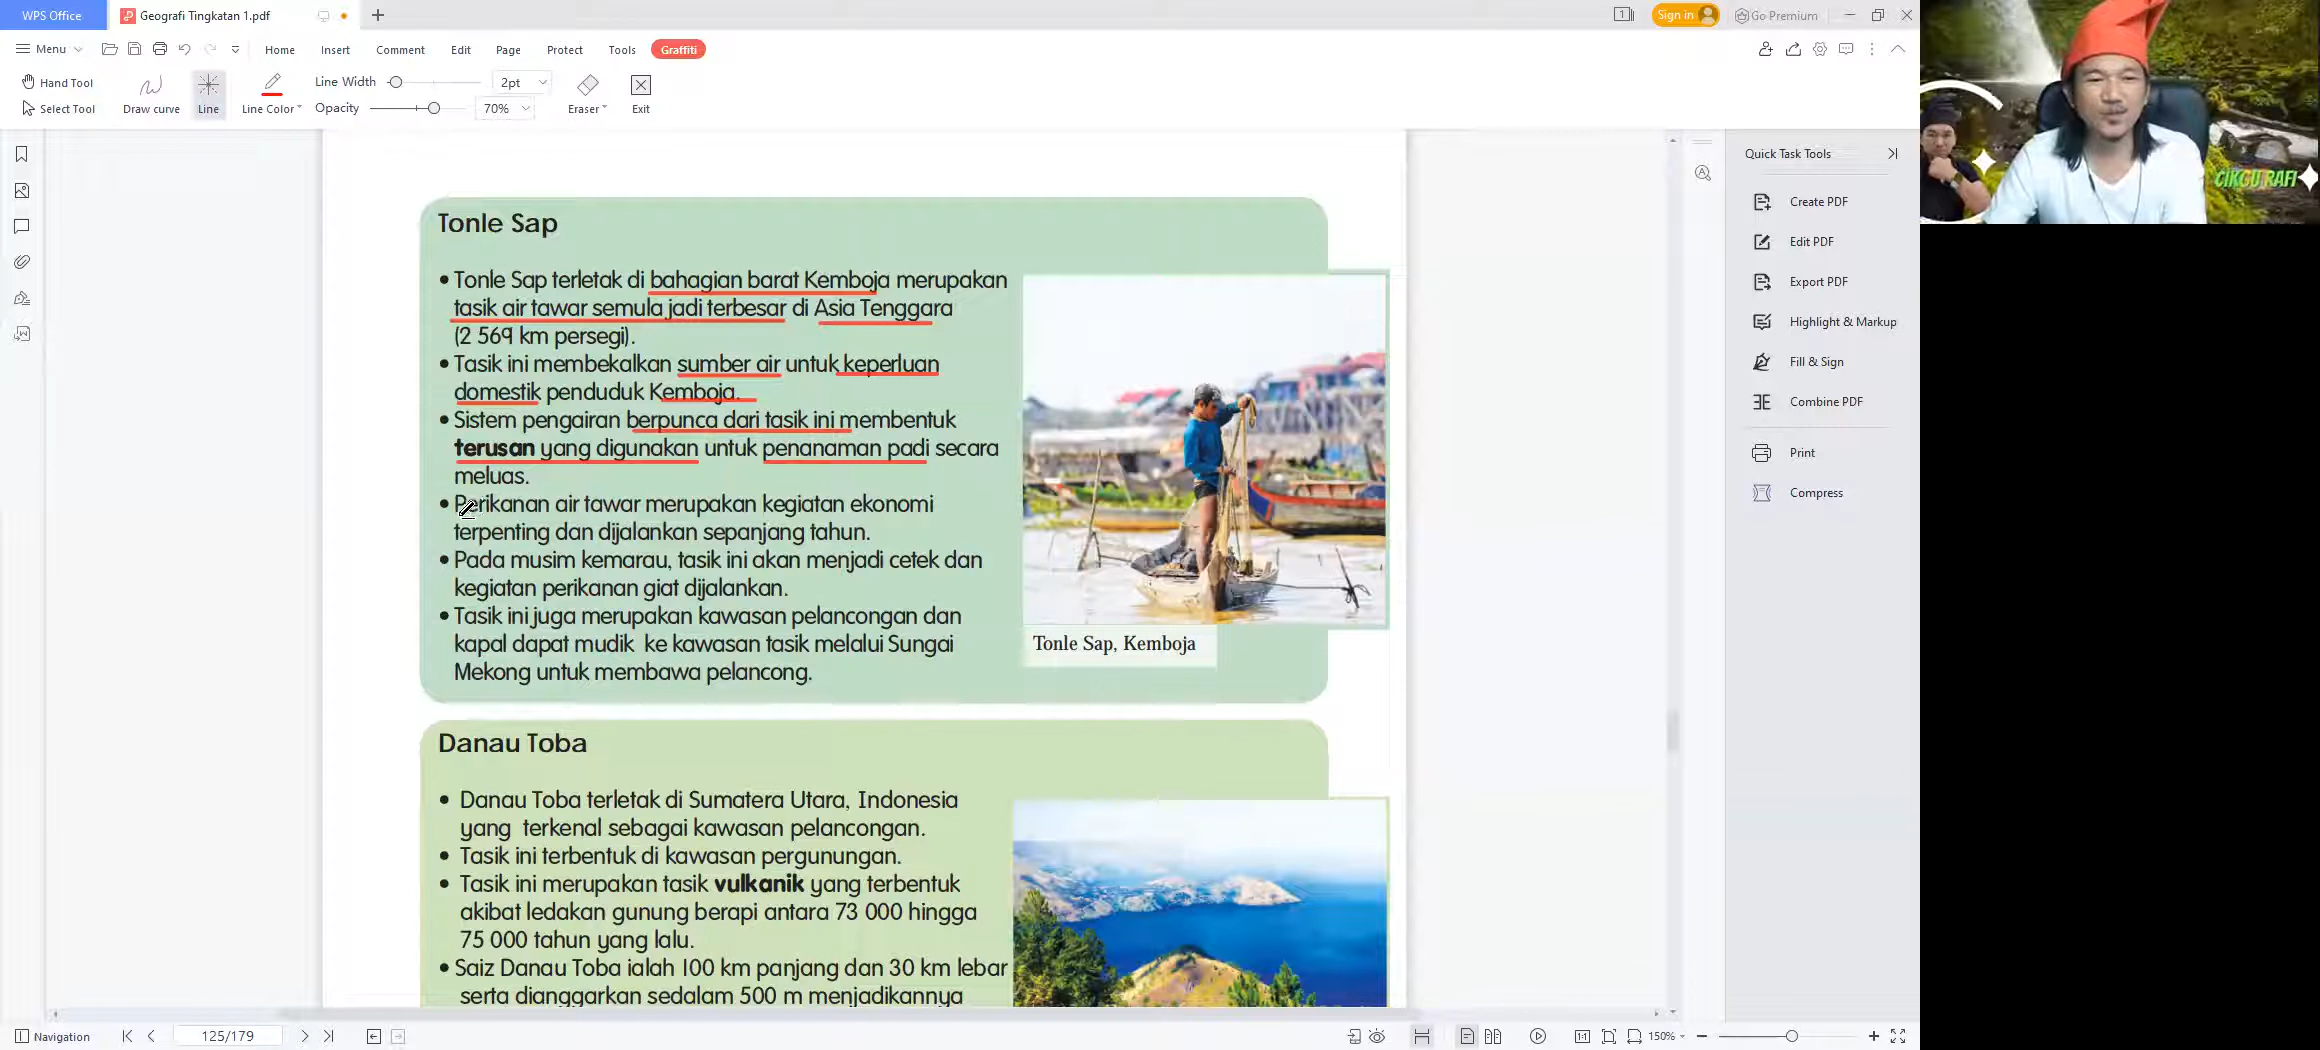 WPS Office
Geografi Tingkatan 1.pdf
1
Sign in
Go Premium
Menu
Home
Insert
Comment
Edit
Page
Protect
Tools
Graffiti
Hand Tool
Select Tool
Draw curve
Line
Line Color
Line Width
2pt
Opacity
70%
Eraser
Exit
CIKGU RAFI
Quick Task Tools
Create PDF
Edit PDF
Export PDF
Highlight & Markup
Fill & Sign
Combine PDF
Print
Compress
Tonle Sap
• Tonle Sap terletak di bahagian barat Kemboja merupakan
tasik air tawar semula jadi terbesar di Asia Tenggara
(2 569 km persegi).
• Tasik ini membekalkan sumber air untuk keperluan
domestik penduduk Kemboja.
• Sistem pengairan berpunca dari tasik ini membentuk
terusan yang digunakan untuk penanaman padi secara
meluas.
• Perikanan air tawar merupakan kegiatan ekonomi
terpenting dan dijalankan sepanjang tahun.
• Pada musim kemarau, tasik ini akan menjadi cetek dan
kegiatan perikanan giat dijalankan.
• Tasik ini juga merupakan kawasan pelancongan dan
kapal dapat mudik ke kawasan tasik melalui Sungai
Mekong untuk membawa pelancong.
Tonle Sap, Kemboja
Danau Toba
• Danau Toba terletak di Sumatera Utara, Indonesia
yang terkenal sebagai kawasan pelancongan.
• Tasik ini terbentuk di kawasan pergunungan.
• Tasik ini merupakan tasik vulkanik yang terbentuk
akibat ledakan gunung berapi antara 73 000 hingga
75 000 tahun yang lalu.
• Saiz Danau Toba ialah 100 km panjang dan 30 km lebar
serta dianggarkan sedalam 500 m menjadikannya
Navigation
125/179
1:1
150%